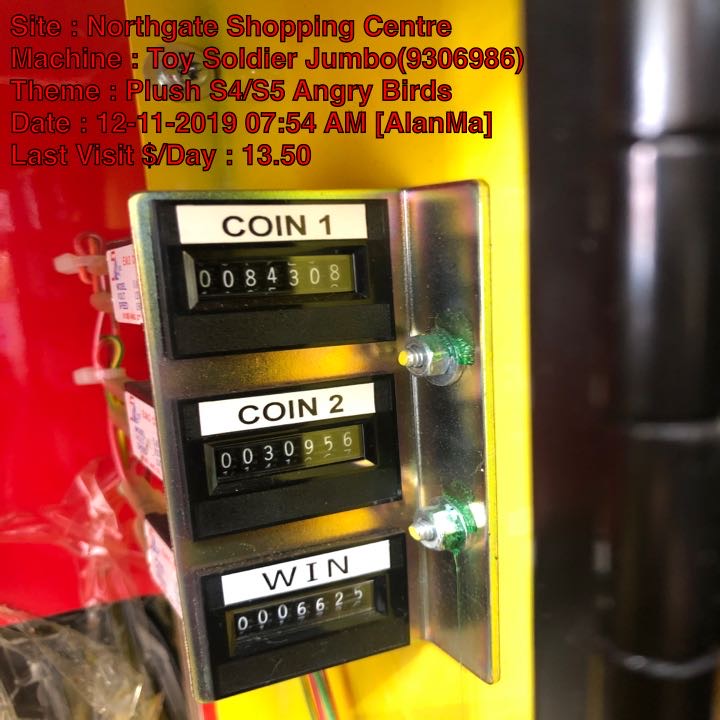 Site : Northgate Shopping Centre
Machine : Toy Soldier Jumbo(9306986)
Theme : Plush S4/S5 Angry Birds
Date : 12-11-2019 07:54 AM [AlanMa]
Last Visit $/Day : 13.50
COIN 1
0084308
COIN 2
0030956
WIN
0006625